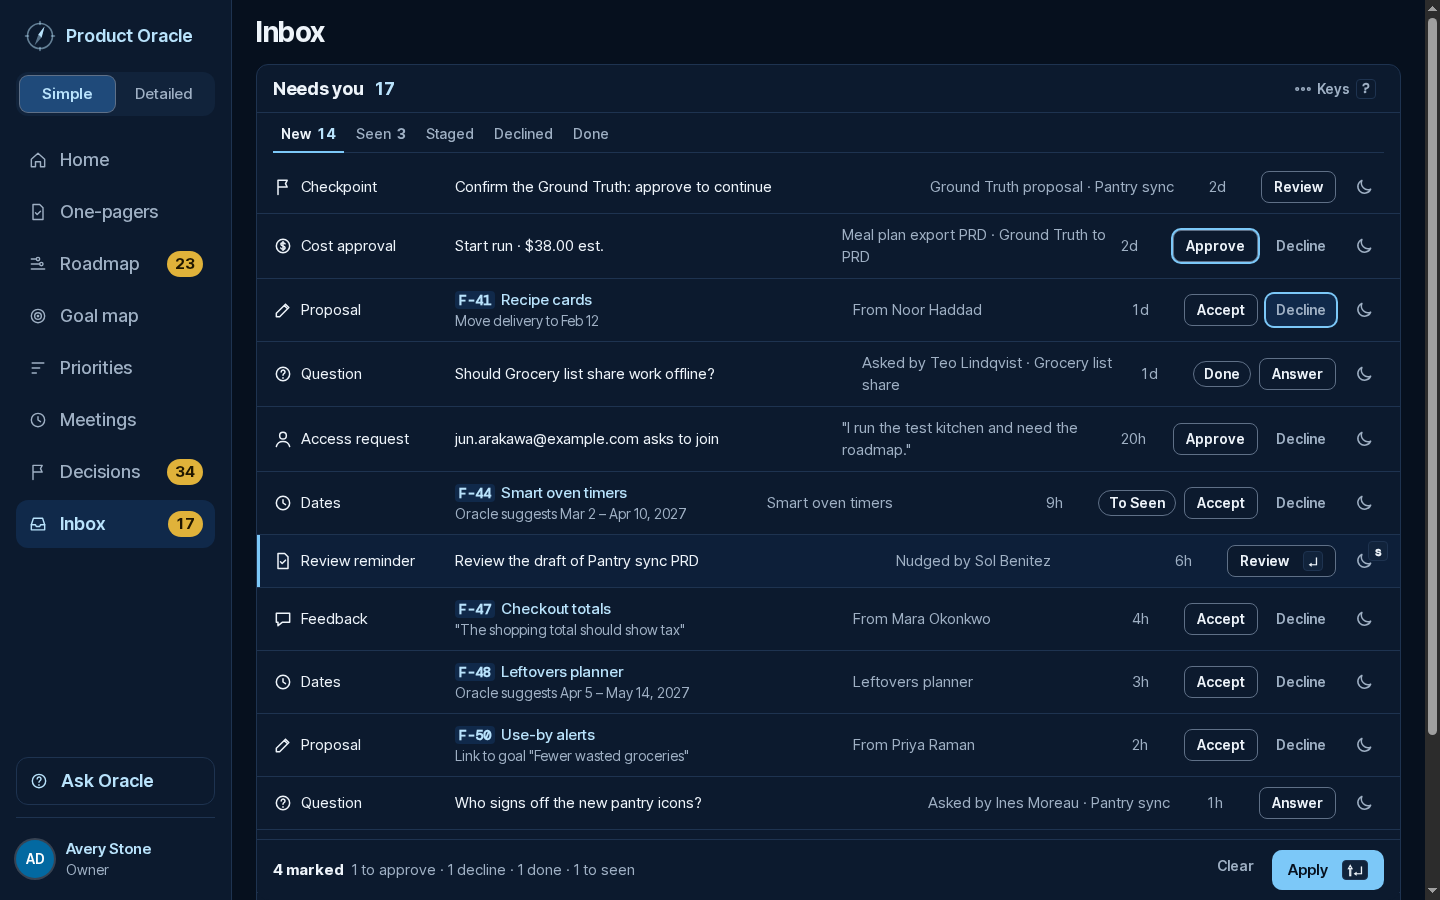 Product Oracle
Simple
Detailed
Home
One-pagers
Roadmap 23
Goal map
Priorities
Meetings
Decisions 34
Inbox 17
Ask Oracle
AD
Avery Stone
Owner
Inbox
Needs you 17
Keys ?
New 14
Seen 3
Staged
Declined
Done
Checkpoint
Confirm the Ground Truth: approve to continue
Ground Truth proposal · Pantry sync
2d
Review
Cost approval
Start run · $38.00 est.
Meal plan export PRD · Ground Truth to
PRD
2d
Approve
Decline
Proposal
F-41 Recipe cards
Move delivery to Feb 12
From Noor Haddad
1d
Accept
Decline
Question
Should Grocery list share work offline?
Asked by Teo Lindqvist · Grocery list
share
1d
Done
Answer
Access request
jun.arakawa@example.com asks to join
"I run the test kitchen and need the
roadmap."
20h
Approve
Decline
Dates
F-44 Smart oven timers
Oracle suggests Mar 2 – Apr 10, 2027
Smart oven timers
9h
To Seen
Accept
Decline
Review reminder
Review the draft of Pantry sync PRD
Nudged by Sol Benitez
6h
Review ↵
s
Feedback
F-47 Checkout totals
"The shopping total should show tax"
From Mara Okonkwo
4h
Accept
Decline
Dates
F-48 Leftovers planner
Oracle suggests Apr 5 – May 14, 2027
Leftovers planner
3h
Accept
Decline
Proposal
F-50 Use-by alerts
Link to goal "Fewer wasted groceries"
From Priya Raman
2h
Accept
Decline
Question
Who signs off the new pantry icons?
Asked by Ines Moreau · Pantry sync
1h
Answer
4 marked 1 to approve · 1 decline · 1 done · 1 to seen
Clear
Apply ↑↵